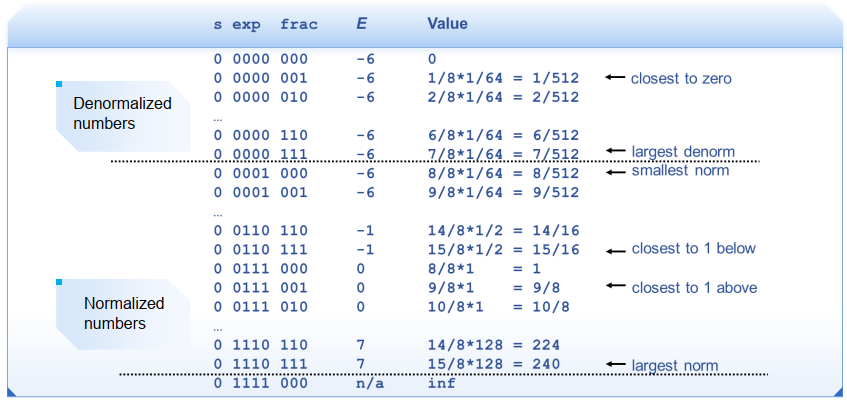 s exp frac E Value
0 0000 000 -6 0
0 0000 001 -6 1/8*1/64 = 1/512 closest to zero
0 0000 010 -6 2/8*1/64 = 2/512
…
0 0000 110 -6 6/8*1/64 = 6/512
0 0000 111 -6 7/8*1/64 = 7/512 largest denorm
0 0001 000 -6 8/8*1/64 = 8/512 smallest norm
0 0001 001 -6 9/8*1/64 = 9/512
…
0 0110 110 -1 14/8*1/2 = 14/16
0 0110 111 -1 15/8*1/2 = 15/16 closest to 1 below
0 0111 000 0 8/8*1 = 1
0 0111 001 0 9/8*1 = 9/8 closest to 1 above
0 0111 010 0 10/8*1 = 10/8
…
0 1110 110 7 14/8*128 = 224
0 1110 111 7 15/8*128 = 240 largest norm
0 1111 000 n/a inf
Denormalized
numbers
Normalized
numbers